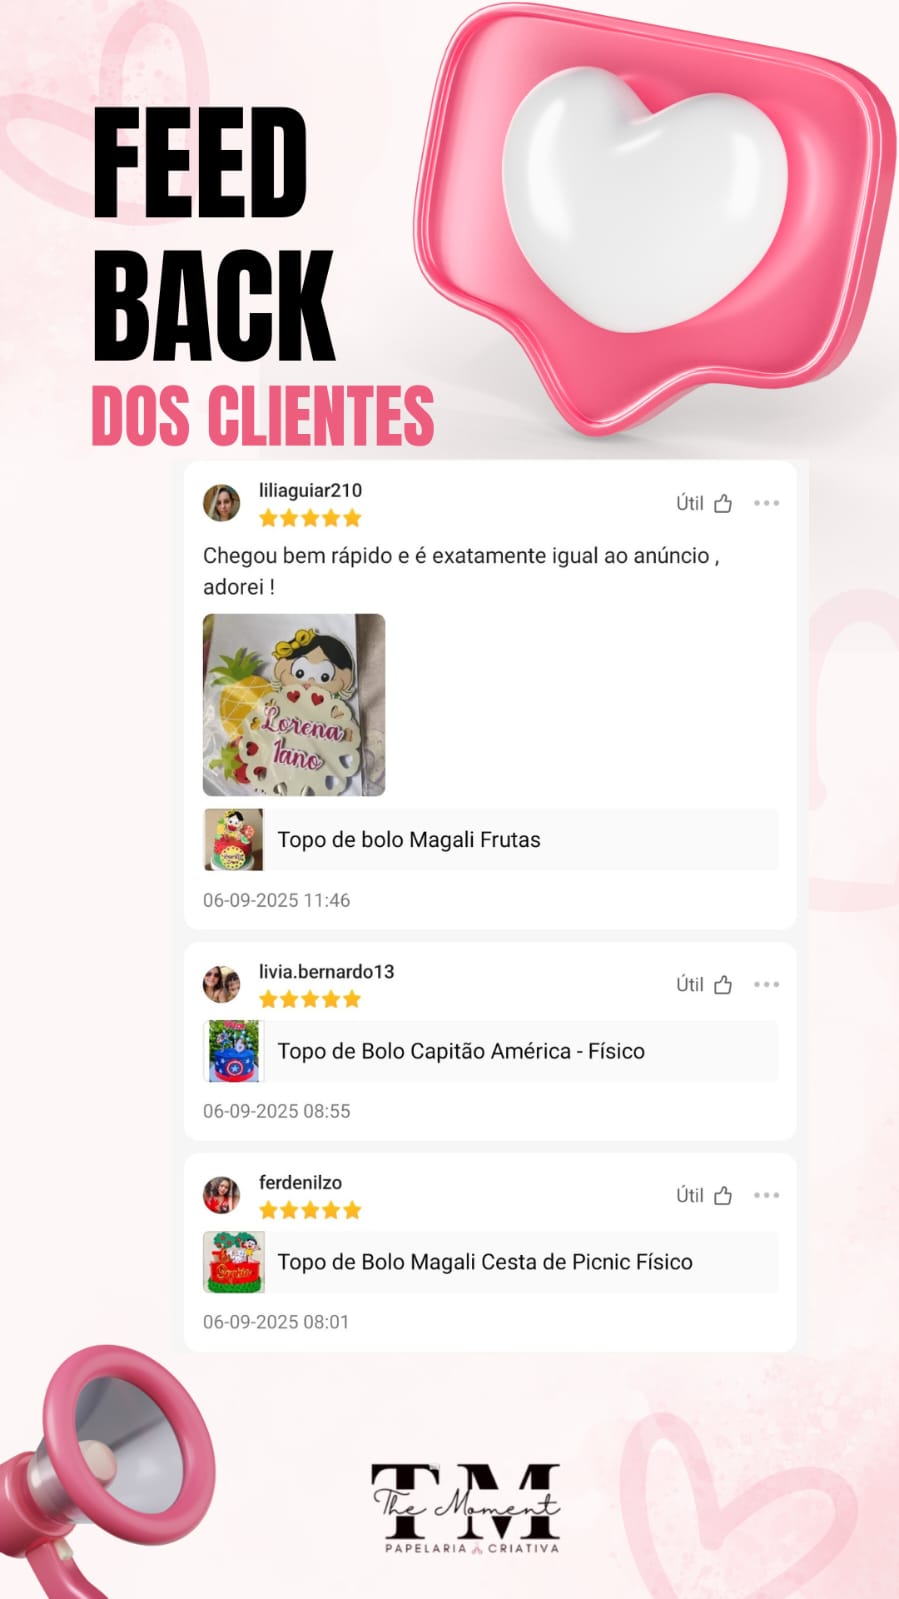 FEED
BACK
DOS CLIENTES
liliaguiar210
Útil
Chegou bem rápido e é exatamente igual ao anúncio ,
adorei !
Lorena
1ano
Topo de bolo Magali Frutas
06-09-2025 11:46
livia.bernardo13
Útil
Topo de Bolo Capitão América - Físico
06-09-2025 08:55
ferdenilzo
Útil
Topo de Bolo Magali Cesta de Picnic Físico
06-09-2025 08:01
TM
The Moment
PAPELARIA CRIATIVA